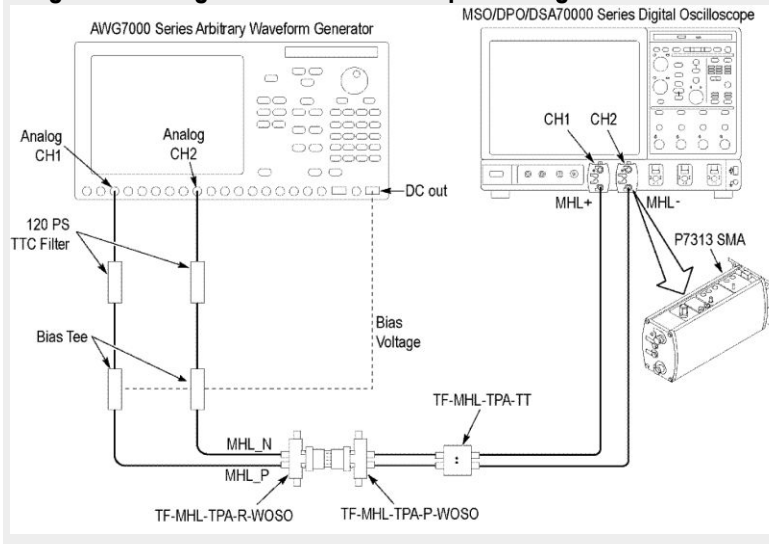 AWG7000 Series Arbitrary Waveform Generator
MSO/DPO/DSA70000 Series Digital Oscilloscope
Analog
CH1
Analog
CH2
DC out
CH1
CH2
MHL+
MHL-
P7313 SMA
120 PS
TTC Filter
Bias Tee
Bias
Voltage
TF-MHL-TPA-TT
MHL_N
MHL_P
TF-MHL-TPA-R-WOSO
TF-MHL-TPA-P-WOSO